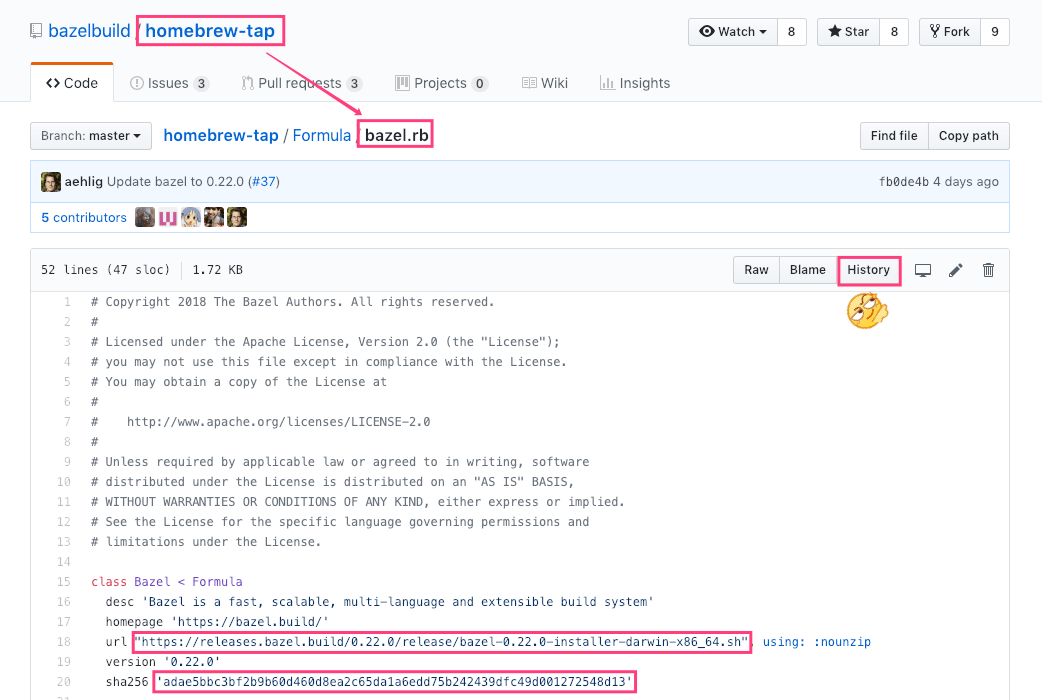 bazelbuild / homebrew-tap
Watch 8 Star 8 Fork 9
Code Issues 3 Pull requests 3 Projects 0 Wiki Insights
Branch: master homebrew-tap / Formula / bazel.rb Find file Copy path
aehlig Update bazel to 0.22.0 (#37) fb0de4b 4 days ago
5 contributors
52 lines (47 sloc) 1.72 KB Raw Blame History
1 # Copyright 2018 The Bazel Authors. All rights reserved.
2 #
3 # Licensed under the Apache License, Version 2.0 (the "License");
4 # you may not use this file except in compliance with the License.
5 # You may obtain a copy of the License at
6 #
7 #    http://www.apache.org/licenses/LICENSE-2.0
8 #
9 # Unless required by applicable law or agreed to in writing, software
10 # distributed under the License is distributed on an "AS IS" BASIS,
11 # WITHOUT WARRANTIES OR CONDITIONS OF ANY KIND, either express or implied.
12 # See the License for the specific language governing permissions and
13 # limitations under the License.
14
15 class Bazel < Formula
16   desc 'Bazel is a fast, scalable, multi-language and extensible build system'
17   homepage 'https://bazel.build/'
18   url "https://releases.bazel.build/0.22.0/release/bazel-0.22.0-installer-darwin-x86_64.sh", using: :nounzip
19   version '0.22.0'
20   sha256 'adae5bbc3bf2b9b60d460d8ea2c65da1a6edd75b242439dfc49d001272548d13'